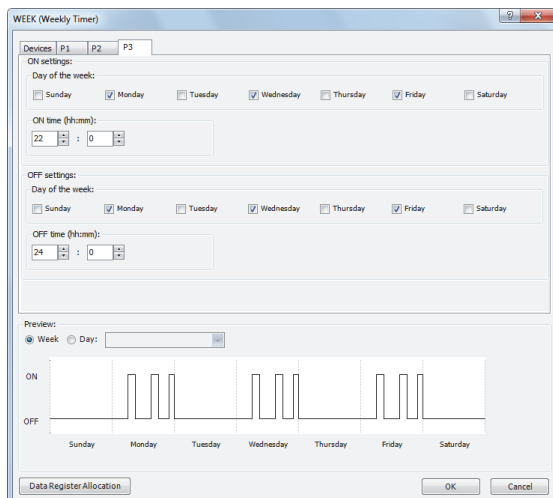 WEEK (Weekly Timer)
Devices P1 P2 P3
ON settings:
Day of the week:
Sunday Monday Tuesday Wednesday Thursday Friday Saturday
ON time (hh:mm):
22 : 0
OFF settings:
Day of the week:
Sunday Monday Tuesday Wednesday Thursday Friday Saturday
OFF time (hh:mm):
24 : 0
Preview:
Week Day:
ON
OFF
Sunday Monday Tuesday Wednesday Thursday Friday Saturday
Data Register Allocation OK Cancel